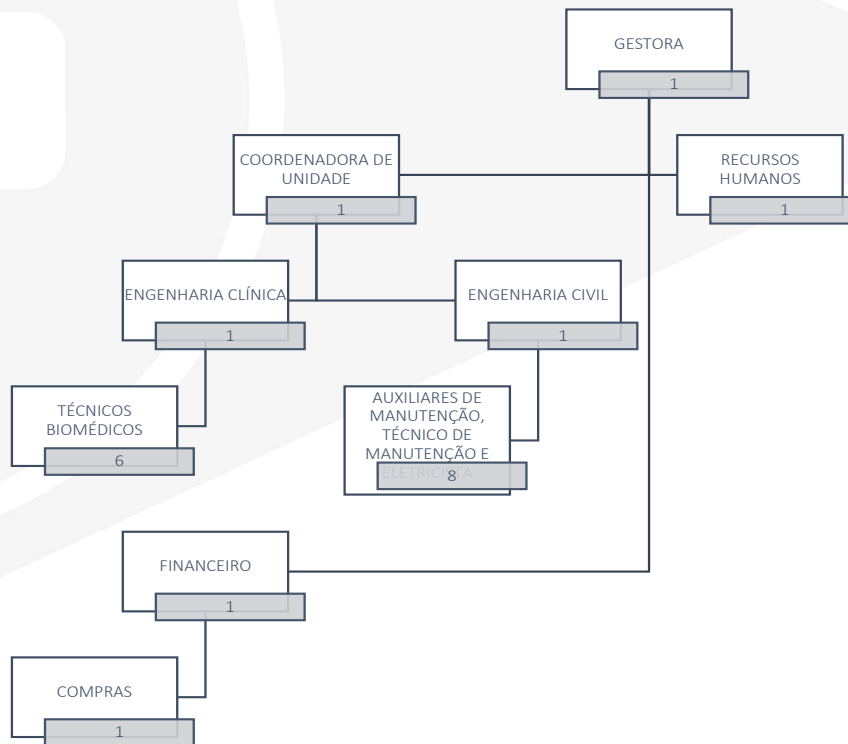 GESTORA
1
COORDENADORA DE
UNIDADE
1
RECURSOS
HUMANOS
1
ENGENHARIA CLÍNICA
1
ENGENHARIA CIVIL
1
TÉCNICOS
BIOMÉDICOS
6
AUXILIARES DE
MANUTENÇÃO,
TÉCNICO DE
MANUTENÇÃO E
ELETRICISTA
8
FINANCEIRO
1
COMPRAS
1